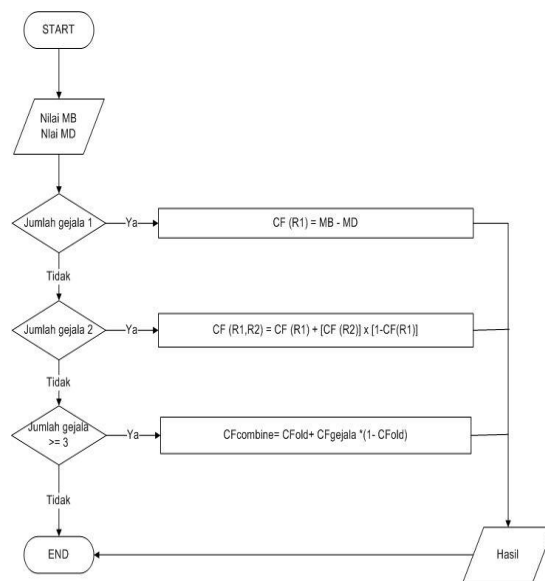 START
Nilai MB
Nlai MD
Jumlah gejala 1
Ya
CF (R1) = MB - MD
Tidak
Jumlah gejala 2
Ya
CF (R1,R2) = CF (R1) + [CF (R2)] x [1-CF(R1)]
Tidak
Jumlah gejala
>= 3
Ya
CFcombine= CFold+ CFgejala *(1- CFold)
Tidak
END
Hasil